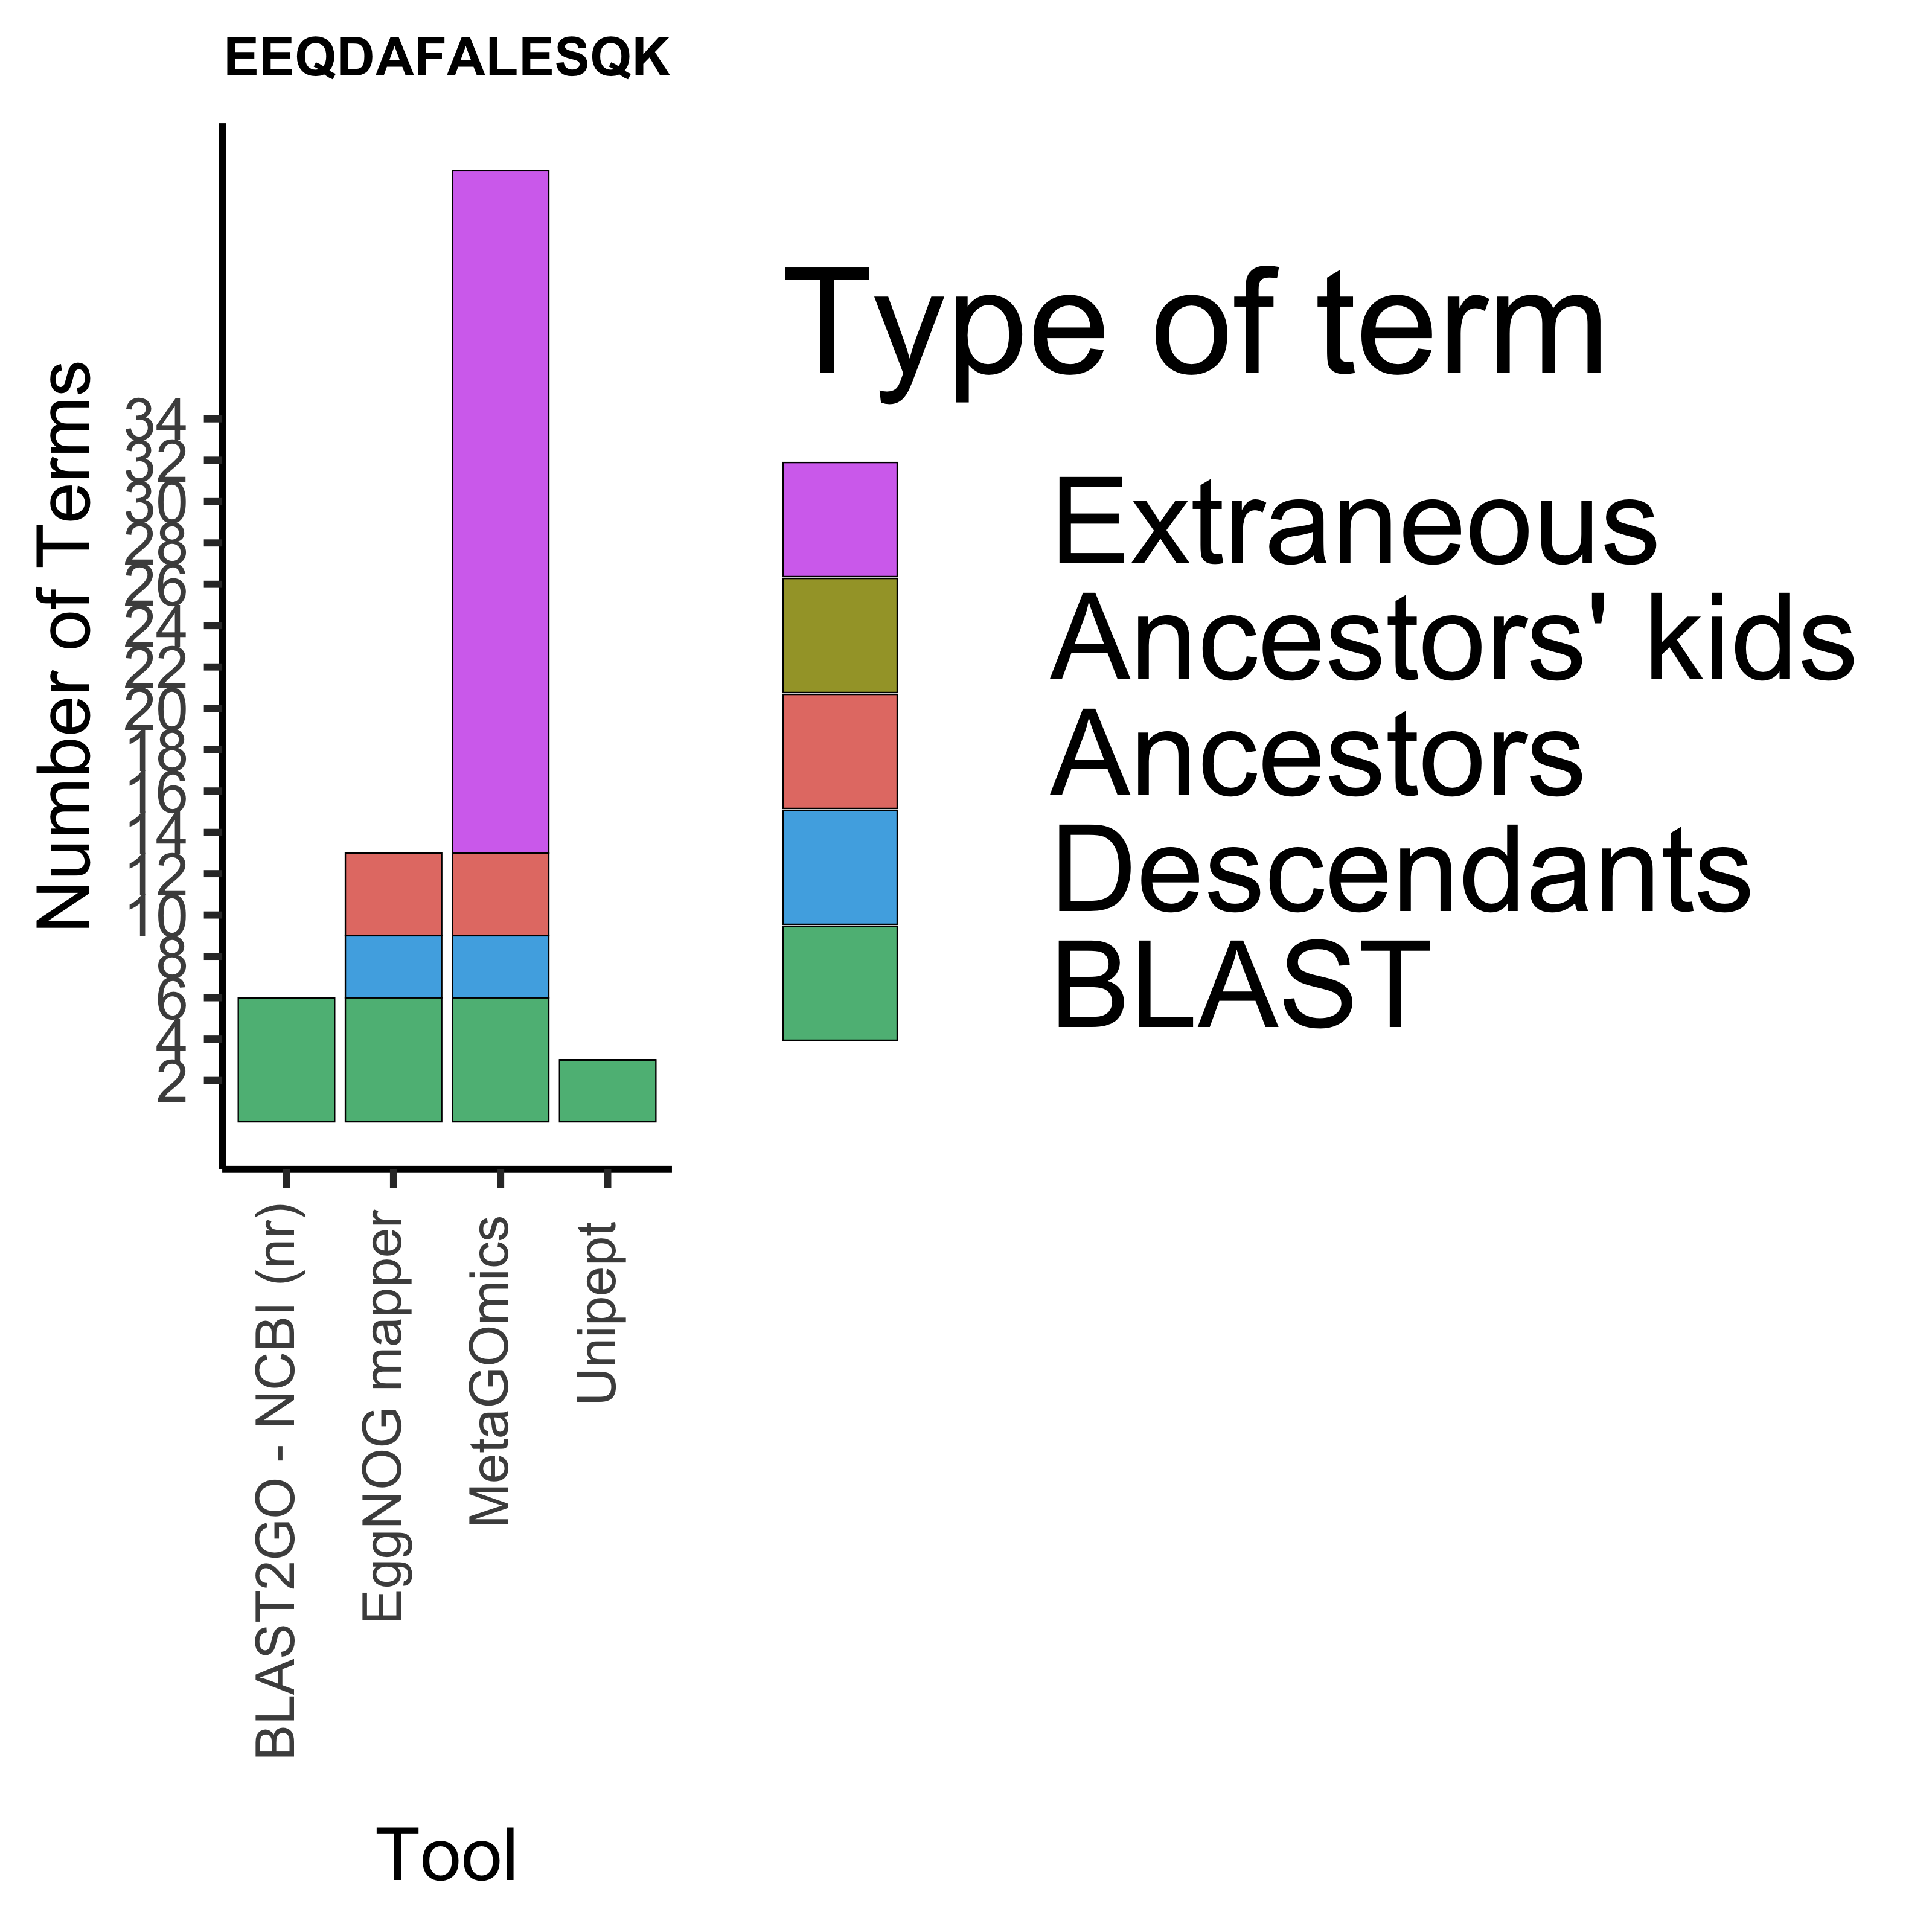 EEQDAFAALESQK
Number of Terms
34
32
30
28
26
24
22
20
18
16
14
12
10
8
6
4
2
BLAST2GO - NCBI (nr)
EggNOG mapper
MetaGOmics
Unipept
Tool
Type of term
Extraneous
Ancestors' kids
Ancestors
Descendants
BLAST